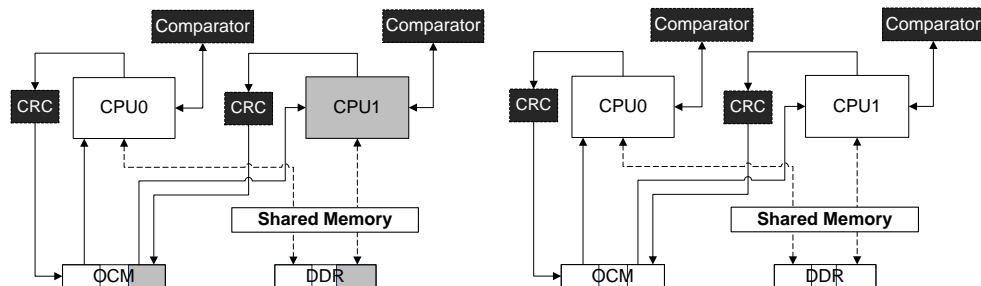 Comparator
Comparator
CRC
CPU0
CRC
CPU1
Shared Memory
OCM
DDR
Comparator
Comparator
CRC
CPU0
CRC
CPU1
Shared Memory
OCM
DDR